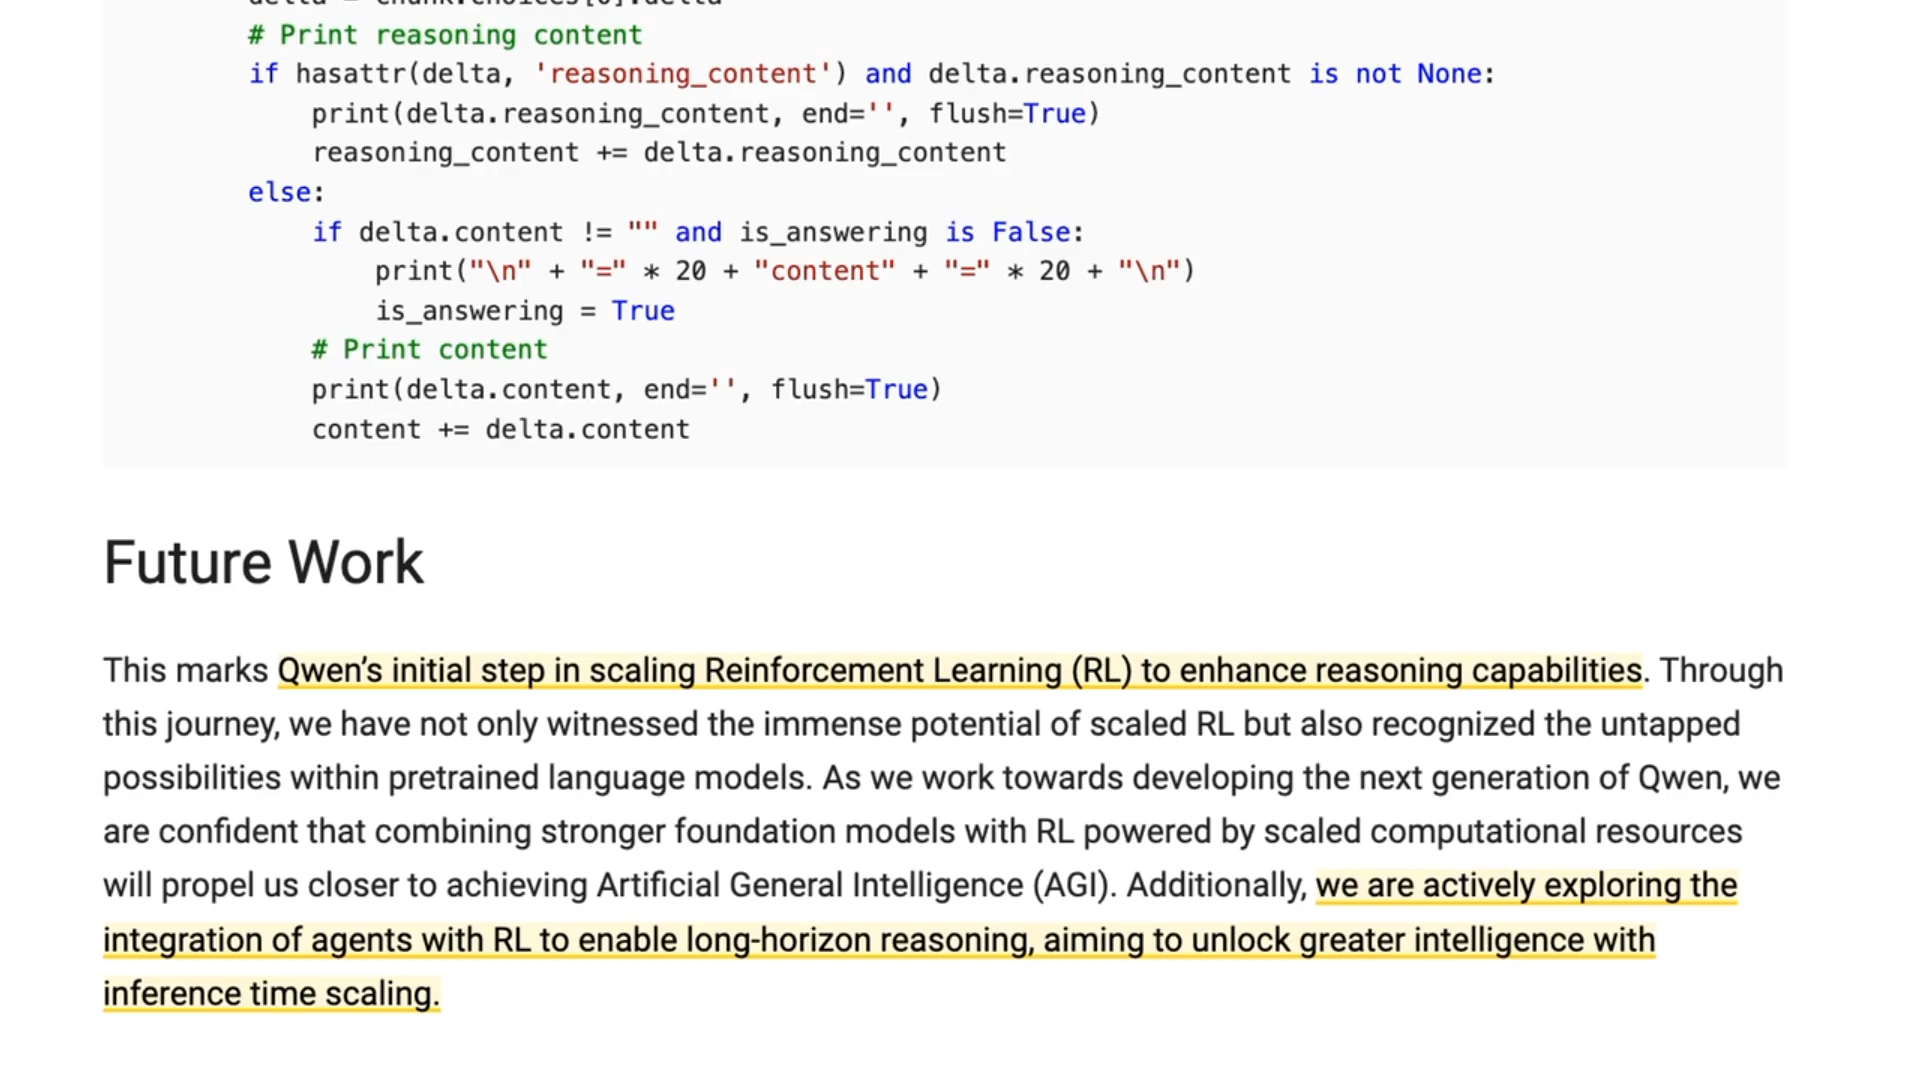 delta = chunk.choices[0].delta
# Print reasoning content
if hasattr(delta, 'reasoning_content') and delta.reasoning_content is not None:
print(delta.reasoning_content, end='', flush=True)
reasoning_content += delta.reasoning_content
else:
if delta.content != "" and is_answering is False:
print("\n" + "=" * 20 + "content" + "=" * 20 + "\n")
is_answering = True
# Print content
print(delta.content, end='', flush=True)
content += delta.content
Future Work
This marks Qwen’s initial step in scaling Reinforcement Learning (RL) to enhance reasoning capabilities. Through
this journey, we have not only witnessed the immense potential of scaled RL but also recognized the untapped
possibilities within pretrained language models. As we work towards developing the next generation of Qwen, we
are confident that combining stronger foundation models with RL powered by scaled computational resources
will propel us closer to achieving Artificial General Intelligence (AGI). Additionally, we are actively exploring the
integration of agents with RL to enable long-horizon reasoning, aiming to unlock greater intelligence with
inference time scaling.